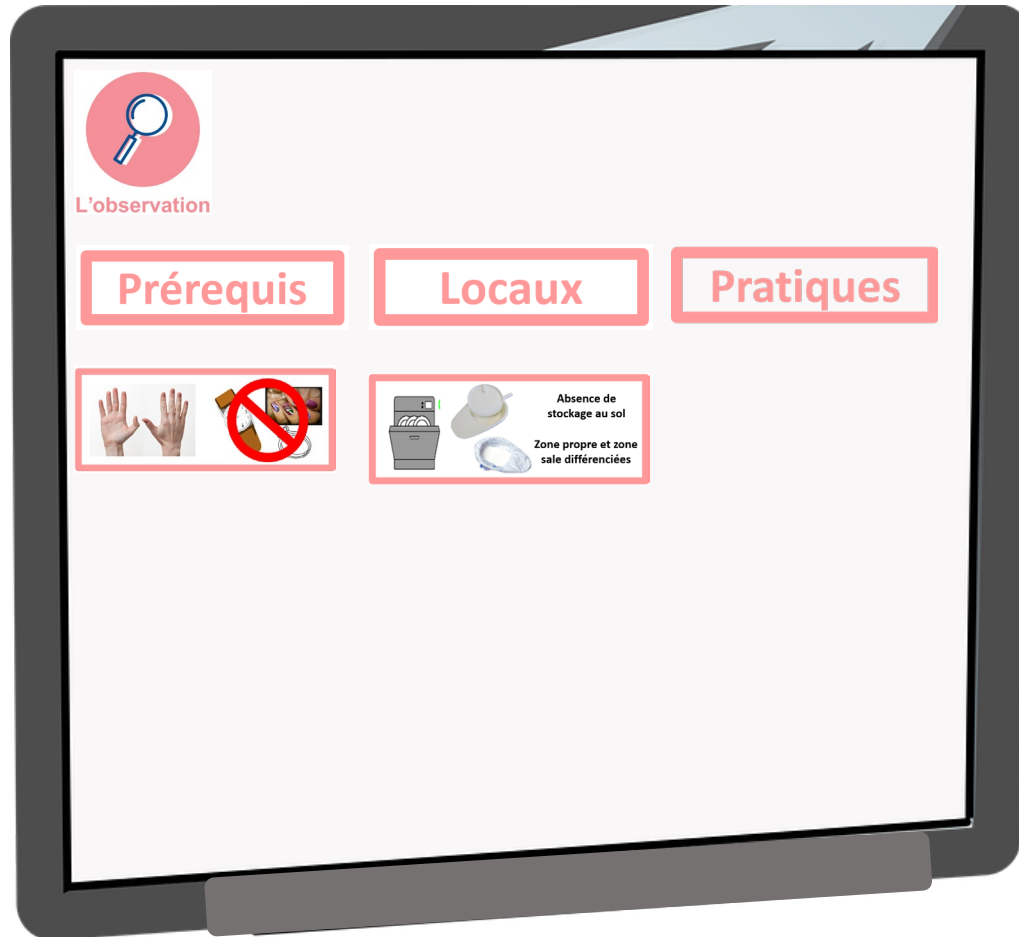 L'observation
Prérequis
Locaux
Pratiques
Absence de
stockage au sol
Zone propre et zone
sale différenciées